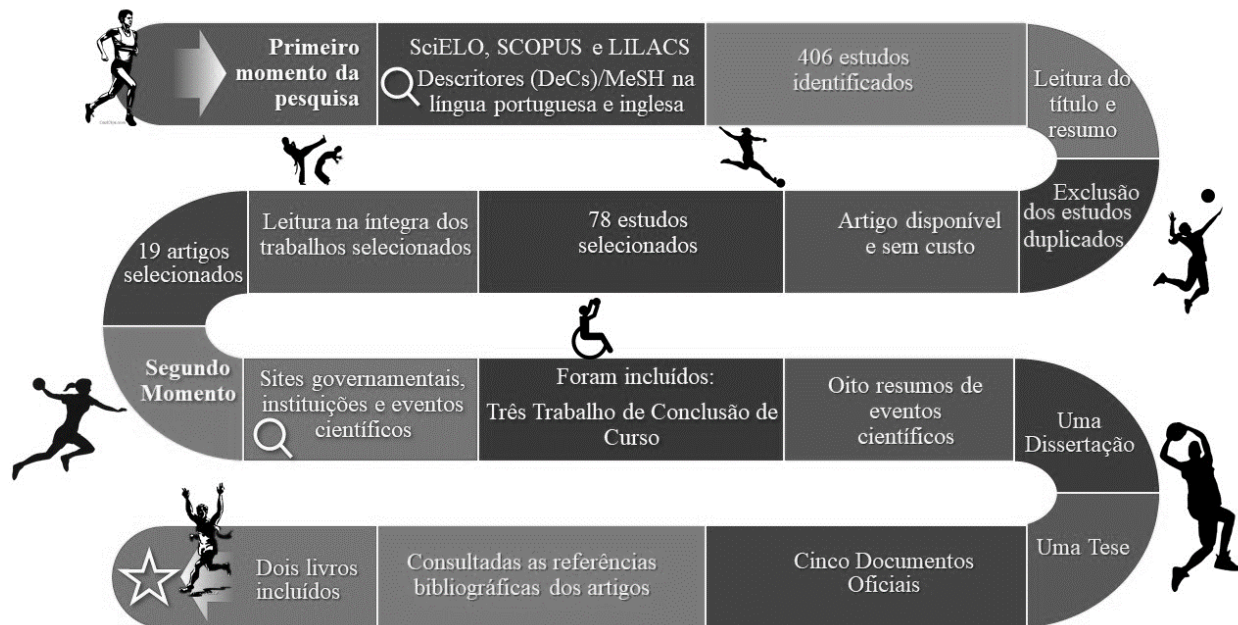 Primeiro
momento da
pesquisa
SciELO, SCOPUS e LILACS
Descritores (DeCs)/MeSH na
língua portuguesa e inglesa
406 estudos
identificados
Leitura do
título e
resumo
Exclusão
dos estudos
duplicados
Artigo disponível
e sem custo
78 estudos
selecionados
Leitura na íntegra dos
trabalhos selecionados
19 artigos
selecionados
Segundo
Momento
Sites governamentais,
instituições e eventos
científicos
Foram incluídos:
Três Trabalho de Conclusão de
Curso
Oito resumos de
eventos
científicos
Uma
Dissertação
Uma Tese
Cinco Documentos
Oficiais
Consultadas as referências
bibliográficas dos artigos
Dois livros
incluídos